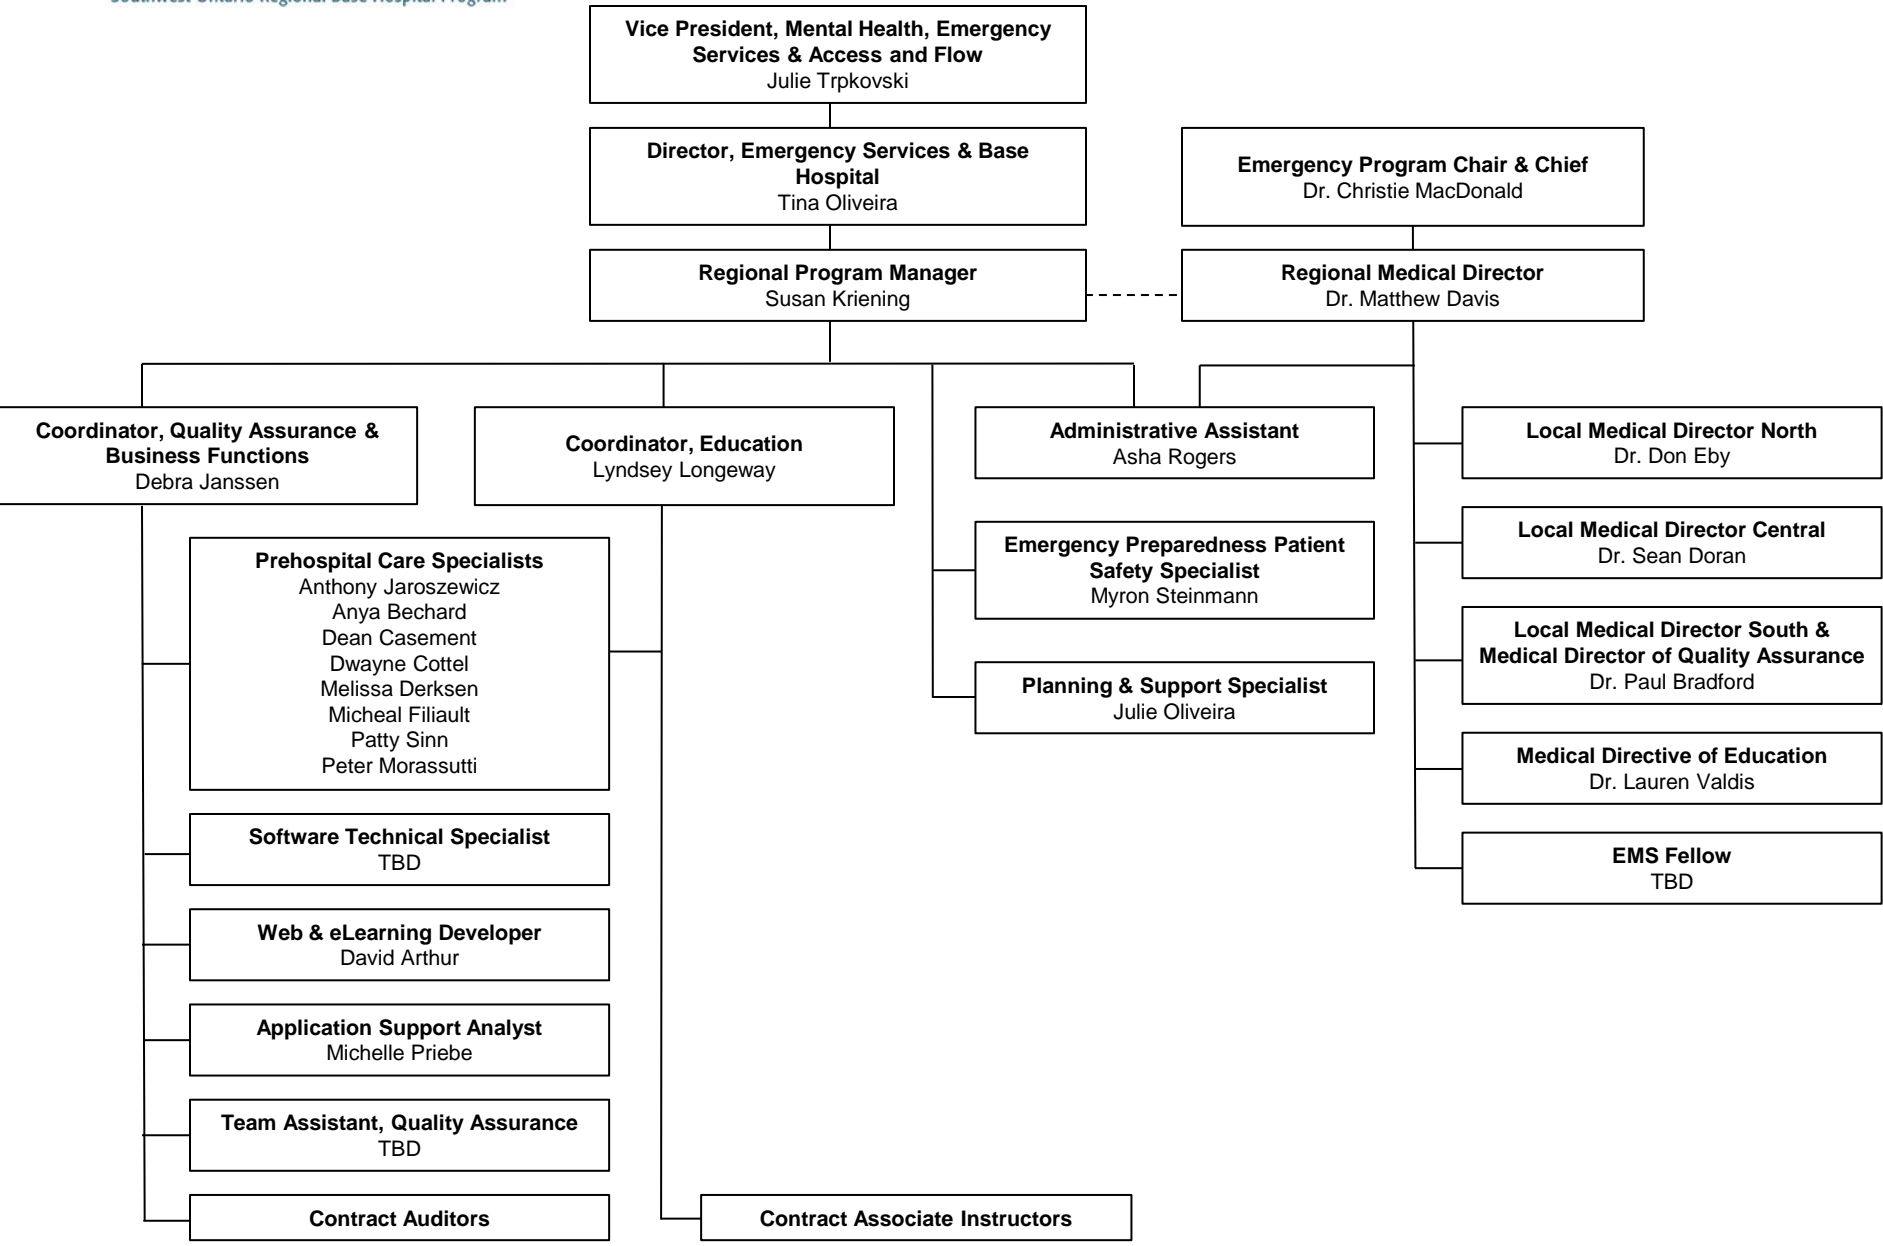 Southwest Ontario Regional Base Hospital Program
Vice President, Mental Health, Emergency
Services & Access and Flow
Julie Trpkovski
Director, Emergency Services & Base
Hospital
Tina Oliveira
Emergency Program Chair & Chief
Dr. Christie MacDonald
Regional Program Manager
Susan Kriening
Regional Medical Director
Dr. Matthew Davis
Coordinator, Quality Assurance &
Business Functions
Debra Janssen
Coordinator, Education
Lyndsey Longeway
Administrative Assistant
Asha Rogers
Local Medical Director North
Dr. Don Eby
Prehospital Care Specialists
Anthony Jaroszewicz
Anya Bechard
Dean Casement
Dwayne Cottel
Melissa Derksen
Micheal Filiault
Patty Sinn
Peter Morassutti
Emergency Preparedness Patient
Safety Specialist
Myron Steinmann
Local Medical Director Central
Dr. Sean Doran
Local Medical Director South &
Medical Director of Quality Assurance
Dr. Paul Bradford
Planning & Support Specialist
Julie Oliveira
Medical Directive of Education
Dr. Lauren Valdis
Software Technical Specialist
TBD
EMS Fellow
TBD
Web & eLearning Developer
David Arthur
Application Support Analyst
Michelle Priebe
Team Assistant, Quality Assurance
TBD
Contract Auditors
Contract Associate Instructors